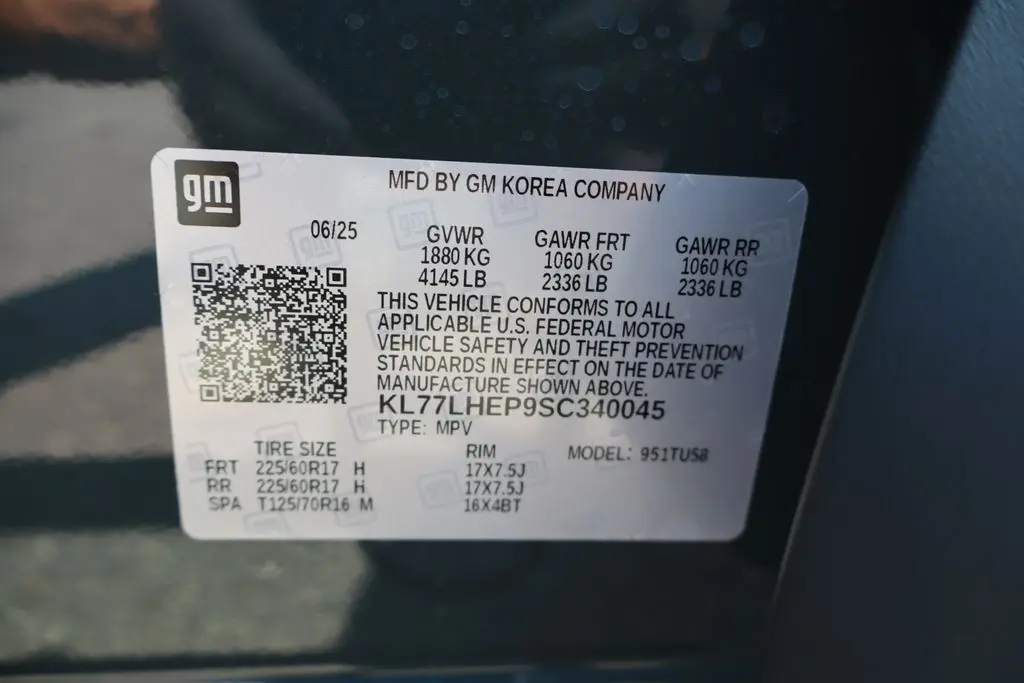 gm
MFD BY GM KOREA COMPANY
06/25
GVWR GAWR FRT GAWR RR
1880 KG 1060 KG 1060 KG
4145 LB 2336 LB 2336 LB
THIS VEHICLE CONFORMS TO ALL
APPLICABLE U.S. FEDERAL MOTOR
VEHICLE SAFETY AND THEFT PREVENTION
STANDARDS IN EFFECT ON THE DATE OF
MANUFACTURE SHOWN ABOVE.
KL77LHEP9SC340045
TYPE: MPV
TIRE SIZE RIM MODEL: 951TU58
FRT 225/60R17 H 17X7.5J
RR 225/60R17 H 17X7.5J
SPA T125/70R16 M 16X4BT